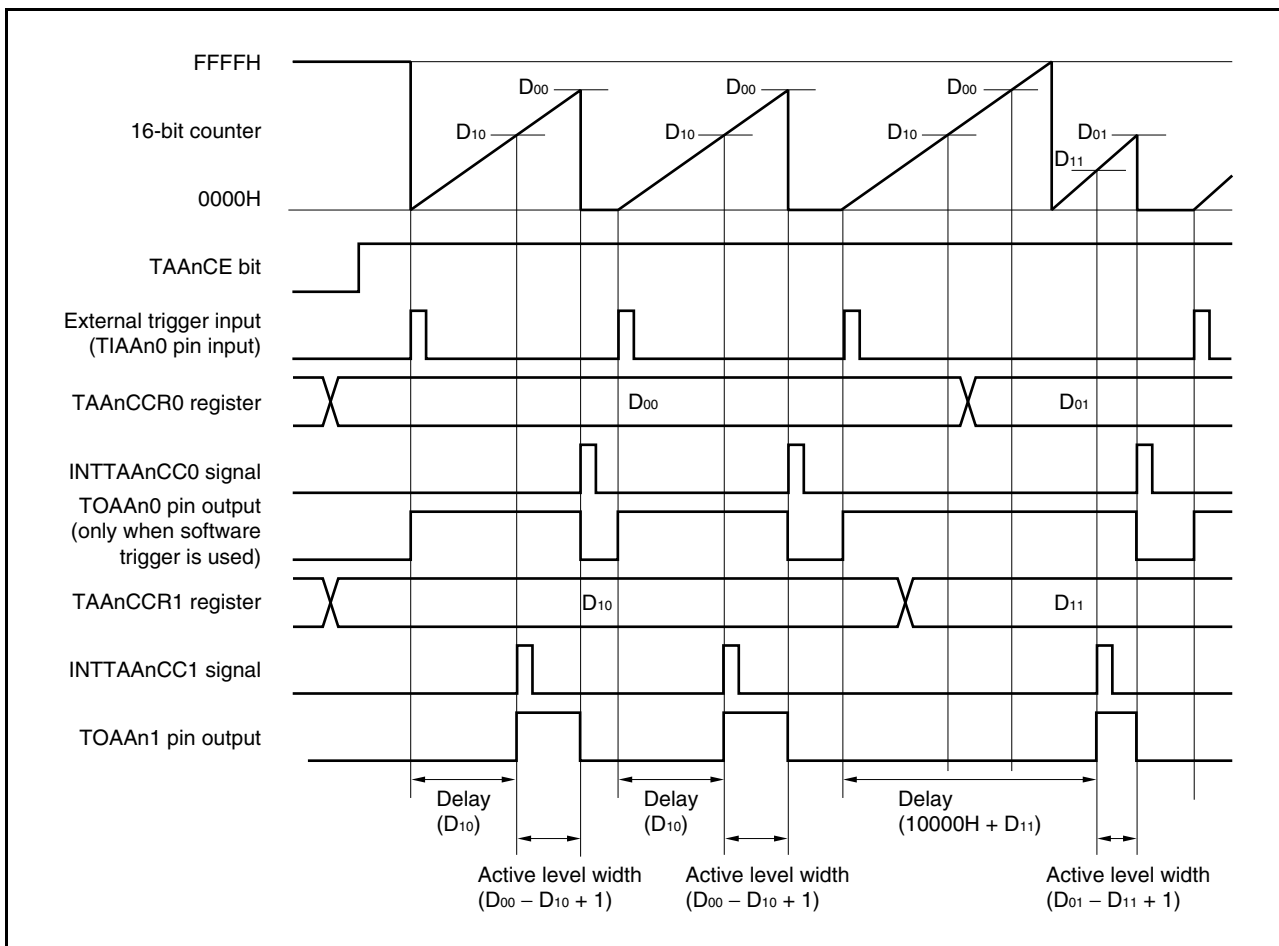 FFFFH
D00
D00
D00
16-bit counter
D10
D10
D10
D01
D11
0000H
TAAnCE bit
External trigger input
(TIAAn0 pin input)
TAAnCCR0 register
D00
D01
INTTAAnCC0 signal
TOAAn0 pin output
(only when software
trigger is used)
TAAnCCR1 register
D10
D11
INTTAAnCC1 signal
TOAAn1 pin output
Delay
(D10)
Delay
(D10)
Delay
(10000H + D11)
Active level width
(D00 − D10 + 1)
Active level width
(D00 − D10 + 1)
Active level width
(D01 − D11 + 1)